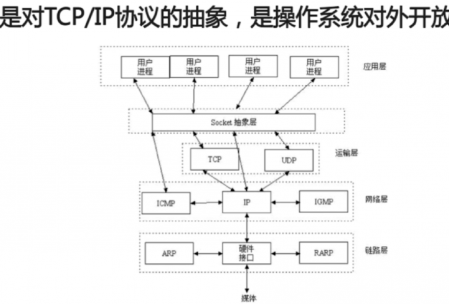 是对TCP/IP协议的抽象，是操作系统对外开放
用户进程 用户进程 用户进程 用户进程 应用层
Socket 抽象层
TCP UDP 运输层
ICMP IP IGMP 网络层
ARP 硬件接口 RARP 链路层
媒体